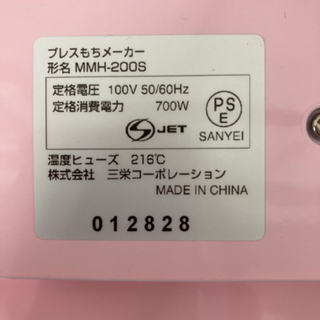 プレスもちメーカー
形名 MMH-200S
定格電圧 100V 50/60Hz
定格消費電力 700W
S JET
PS
E
SANYEI
温度ヒューズ 216℃
株式会社 三栄コーポレーション
MADE IN CHINA
012828